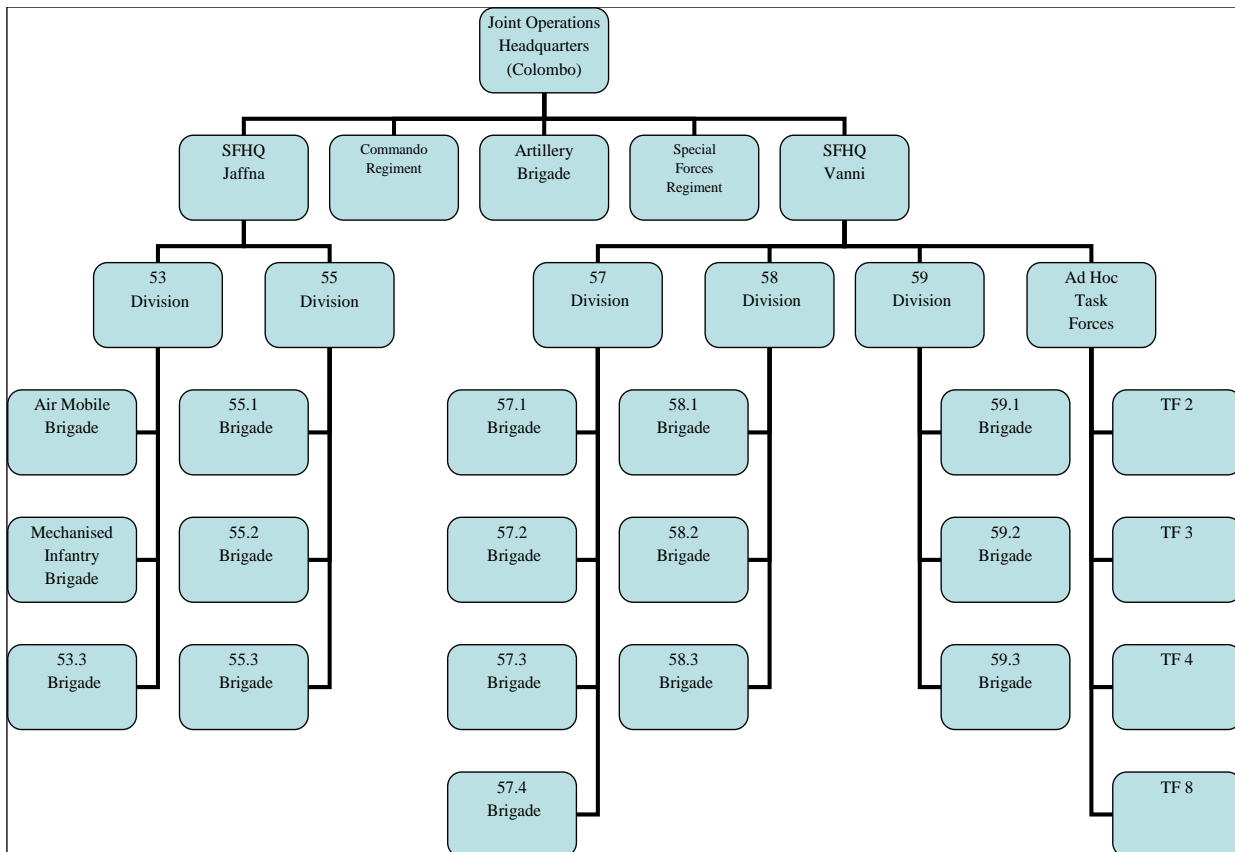 Joint Operations
Headquarters
(Colombo)
SFHQ
Jaffna
Commando
Regiment
Artillery
Brigade
Special
Forces
Regiment
SFHQ
Vanni
53
Division
55
Division
57
Division
58
Division
59
Division
Ad Hoc
Task
Forces
Air Mobile
Brigade
55.1
Brigade
57.1
Brigade
58.1
Brigade
59.1
Brigade
TF 2
Mechanised
Infantry
Brigade
55.2
Brigade
57.2
Brigade
58.2
Brigade
59.2
Brigade
TF 3
53.3
Brigade
55.3
Brigade
57.3
Brigade
58.3
Brigade
59.3
Brigade
TF 4
57.4
Brigade
TF 8